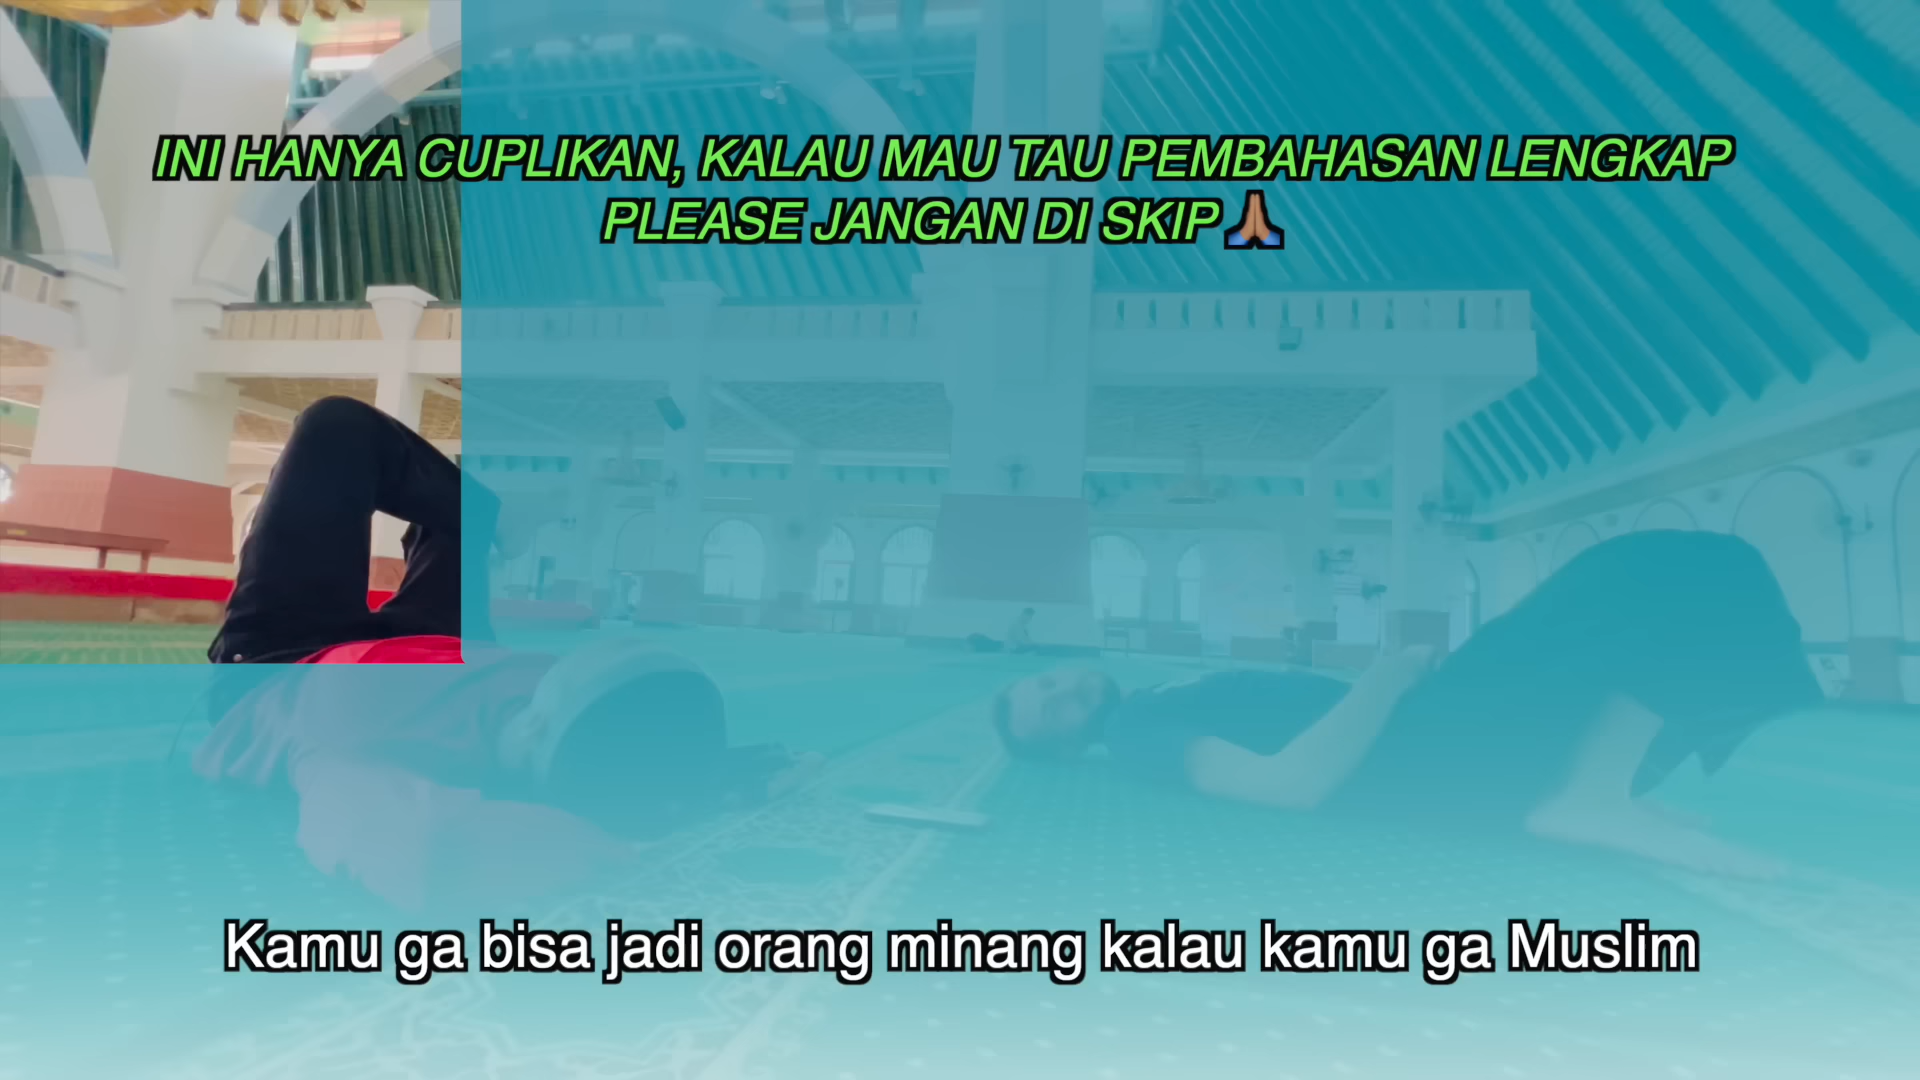 INI HANYA CUPLIKAN, KALAU MAU TAU PEMBAHASAN LENGKAP
PLEASE JANGAN DI SKIP🙏🏽
Kamu ga bisa jadi orang minang kalau kamu ga Muslim